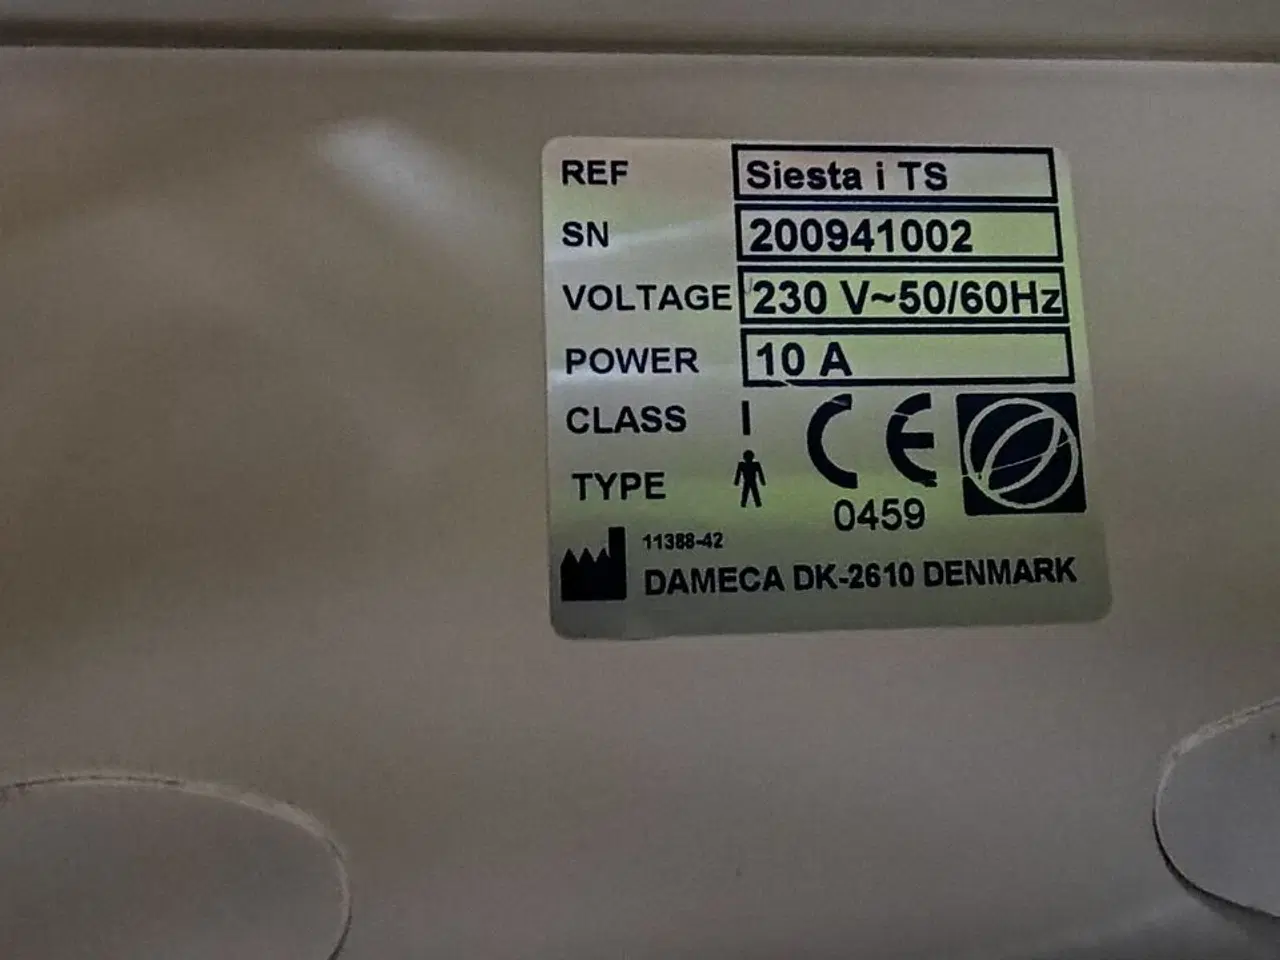 REF Siesta i TS
SN 200941002
VOLTAGE 230 V~50/60Hz
POWER 10 A
CLASS I
TYPE
CE
0459
11388-42
DAMECA DK-2610 DENMARK